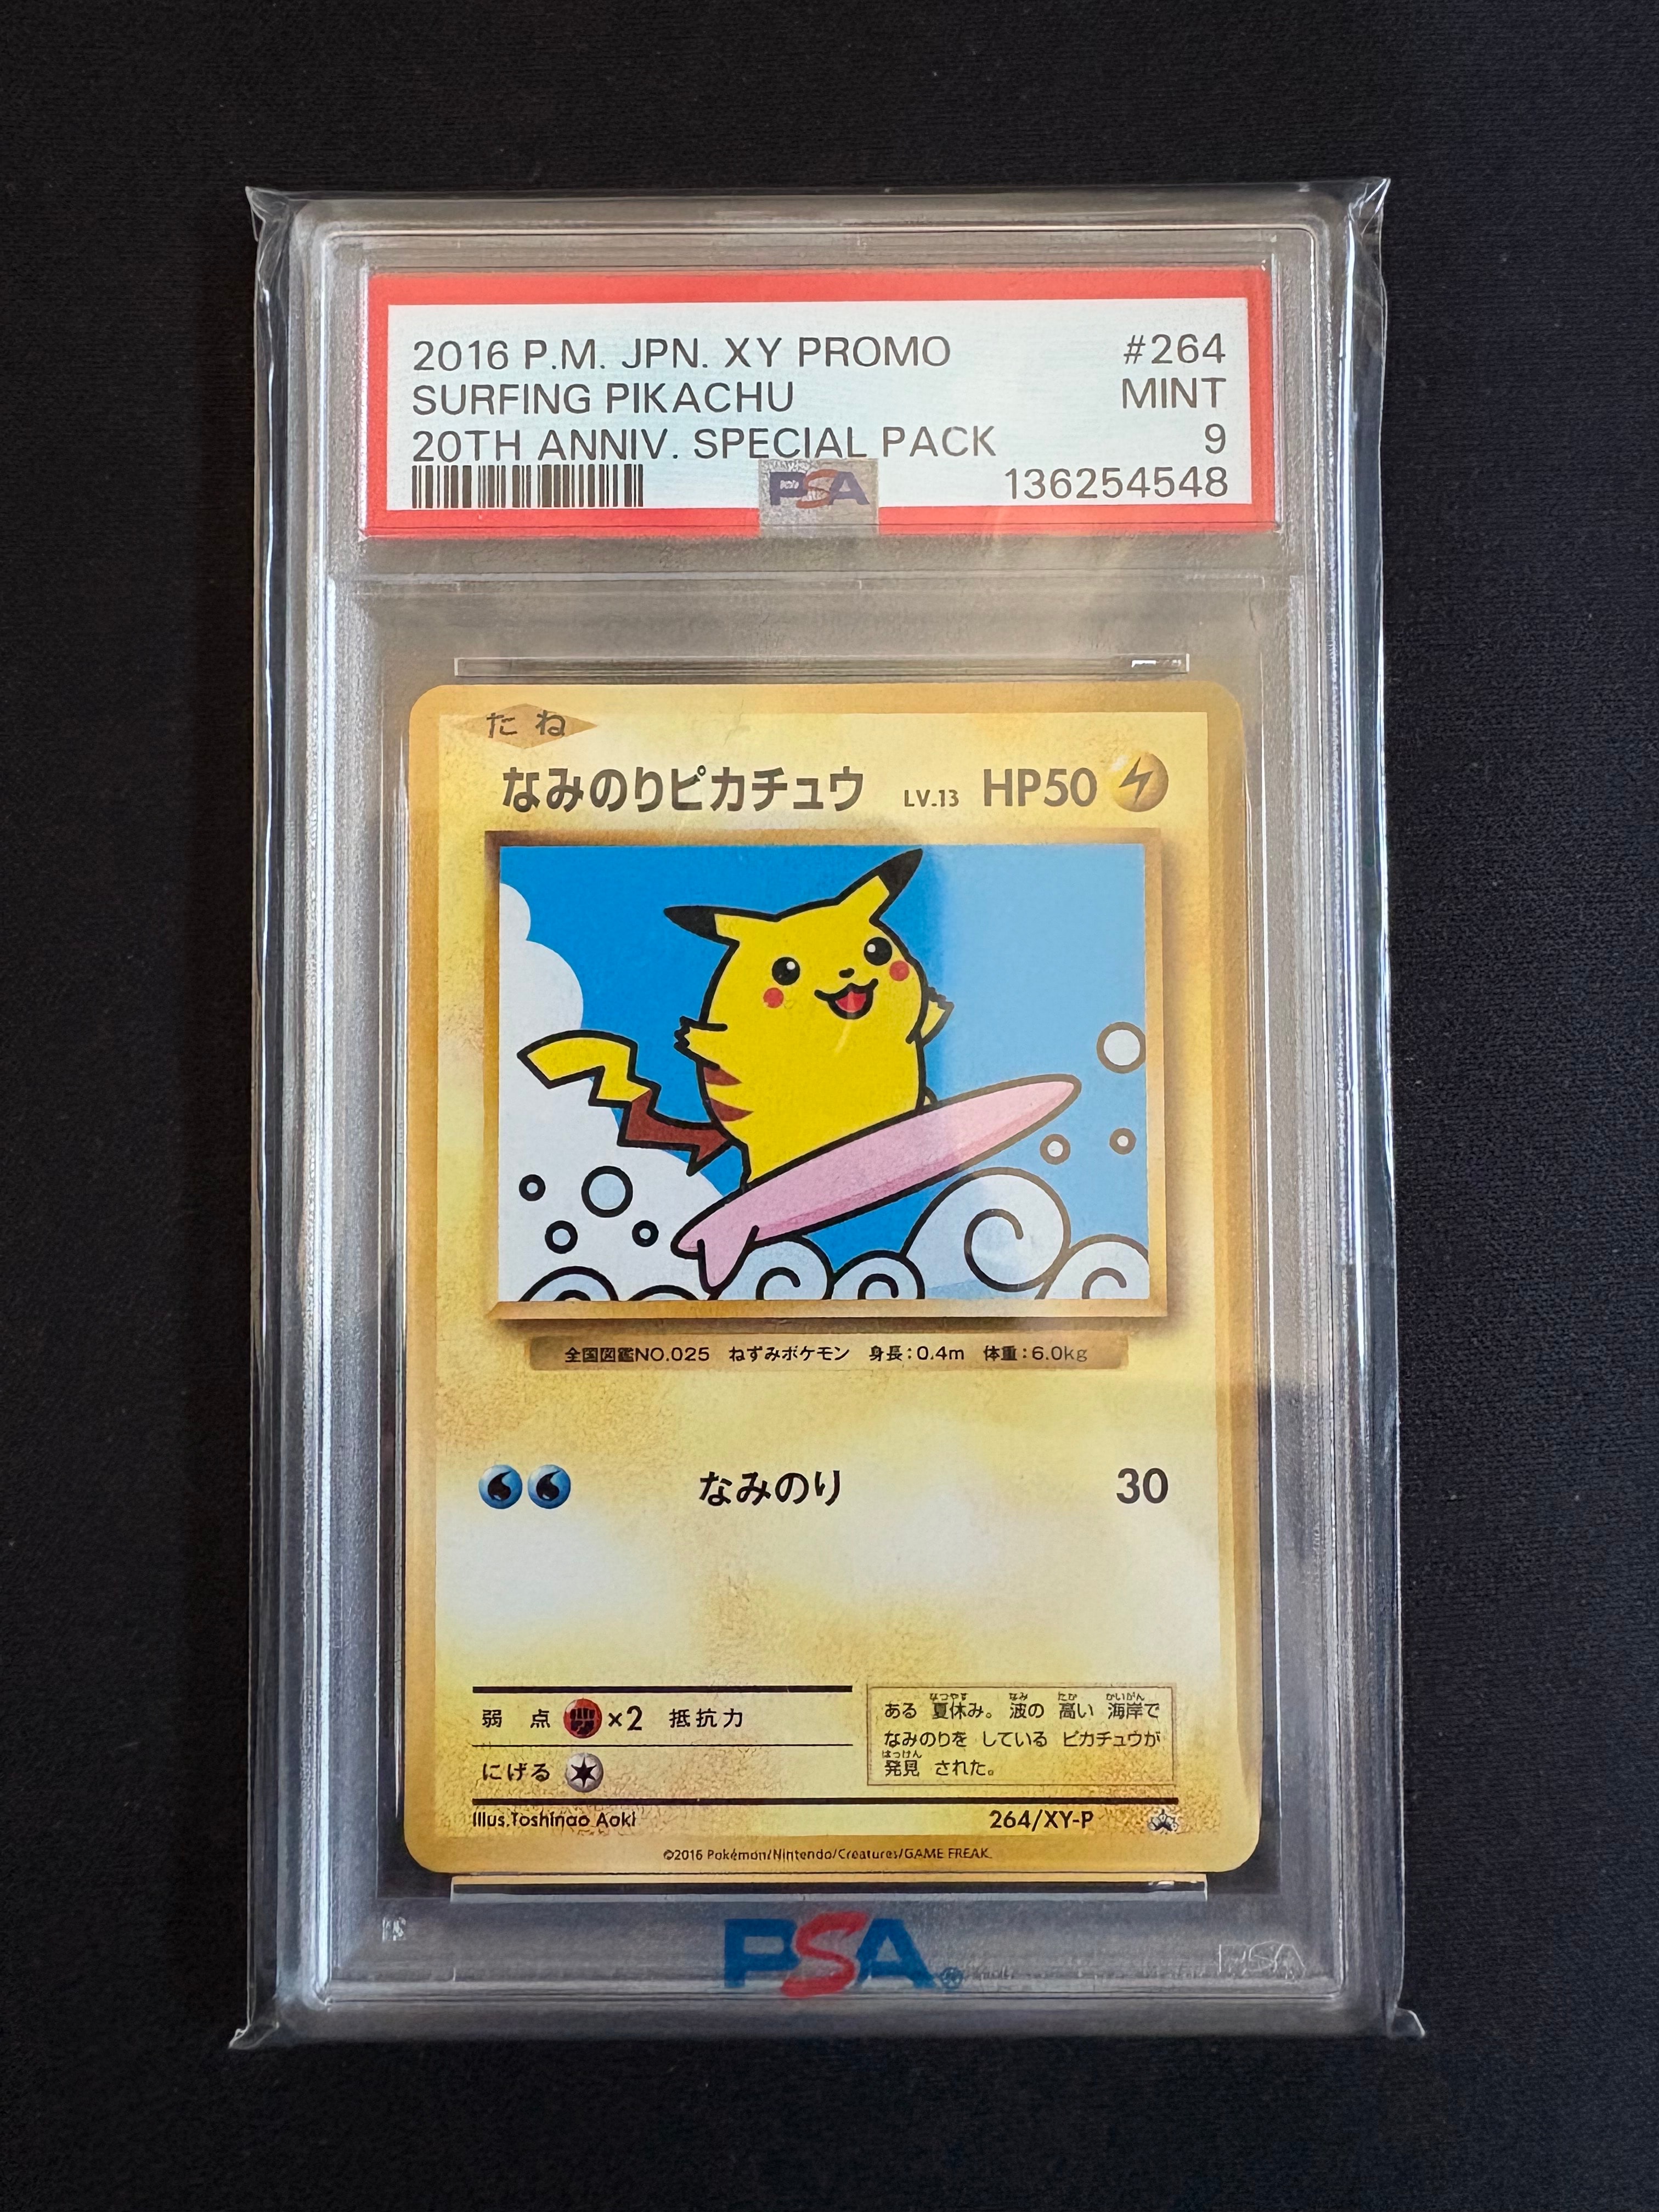 2016 P.M. JPN. XY PROMO #264
SURFING PIKACHU MINT
20TH ANNIV. SPECIAL PACK 9
PSA 136254548
たね
なみのりピカチュウ LV.13 HP50
全国図鑑NO.025 ねずみポケモン 身長:0.4m 体重:6.0kg
なみのり 30
弱点 ×2 抵抗力
にげる
ある 夏休み。波の 高い 海岸で
なみのりを している ピカチュウが
発見 された。
Illus.Toshinao Aoki 264/XY-P
©2016 Pokémon/Nintendo/Creatures/GAME FREAK.
PSA
PSA